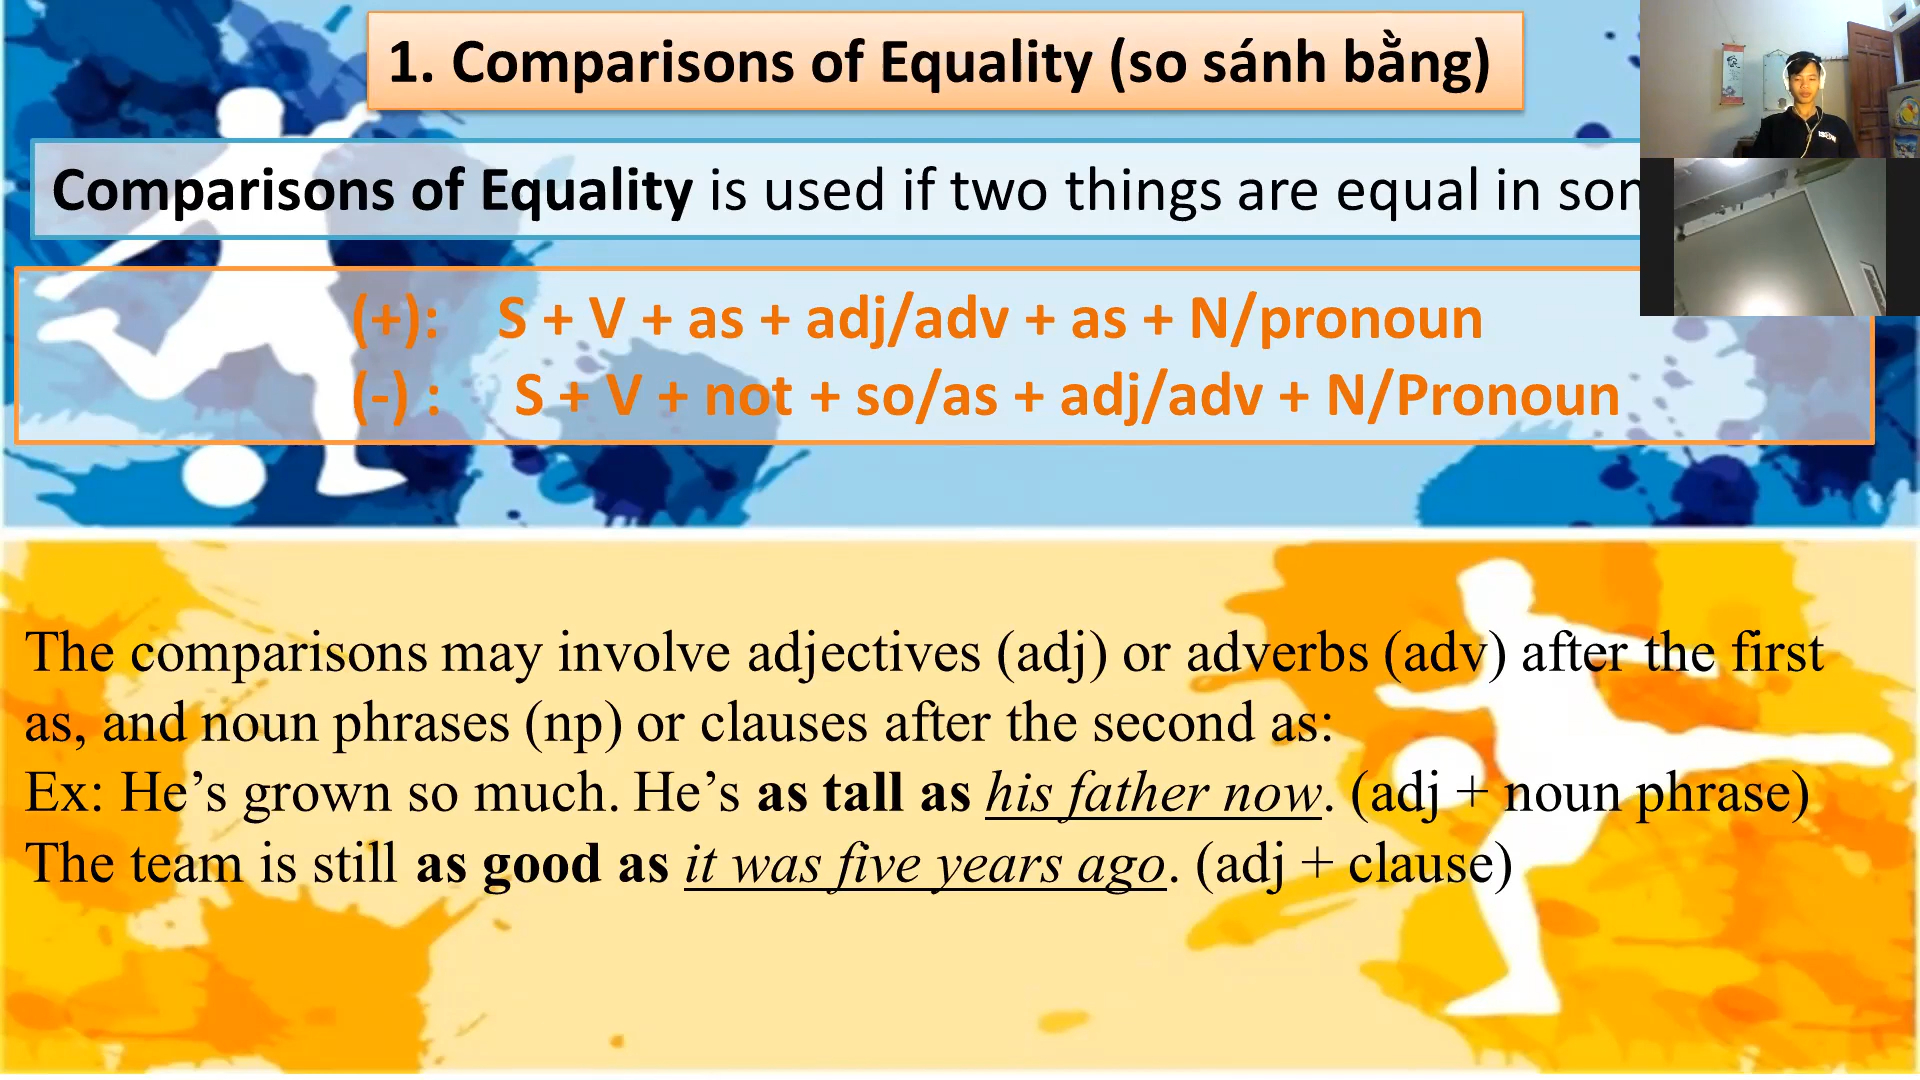 1. Comparisons of Equality (so sánh bằng)
Comparisons of Equality is used if two things are equal in
(+): S + V + as + adj/adv + as + N/pronoun
(-) : S + V + not + so/as + adj/adv + N/Pronoun
The comparisons may involve adjectives (adj) or adverbs (adv) after the first
as, and noun phrases (np) or clauses after the second as:
Ex: He’s grown so much. He’s as tall as his father now. (adj + noun phrase)
The team is still as good as it was five years ago. (adj + clause)